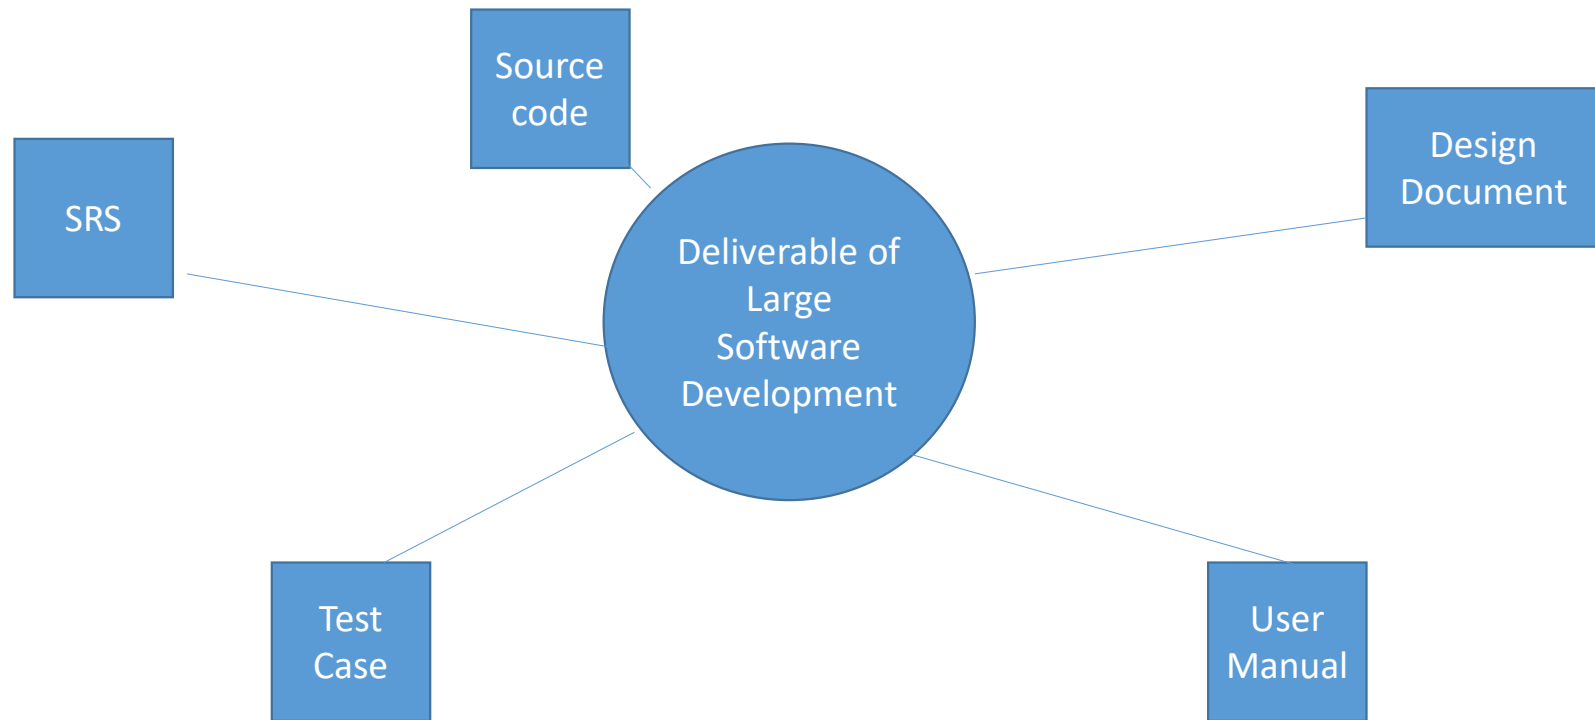 Source
code
SRS
Design
Document
Deliverable of
Large
Software
Development
Test
Case
User
Manual